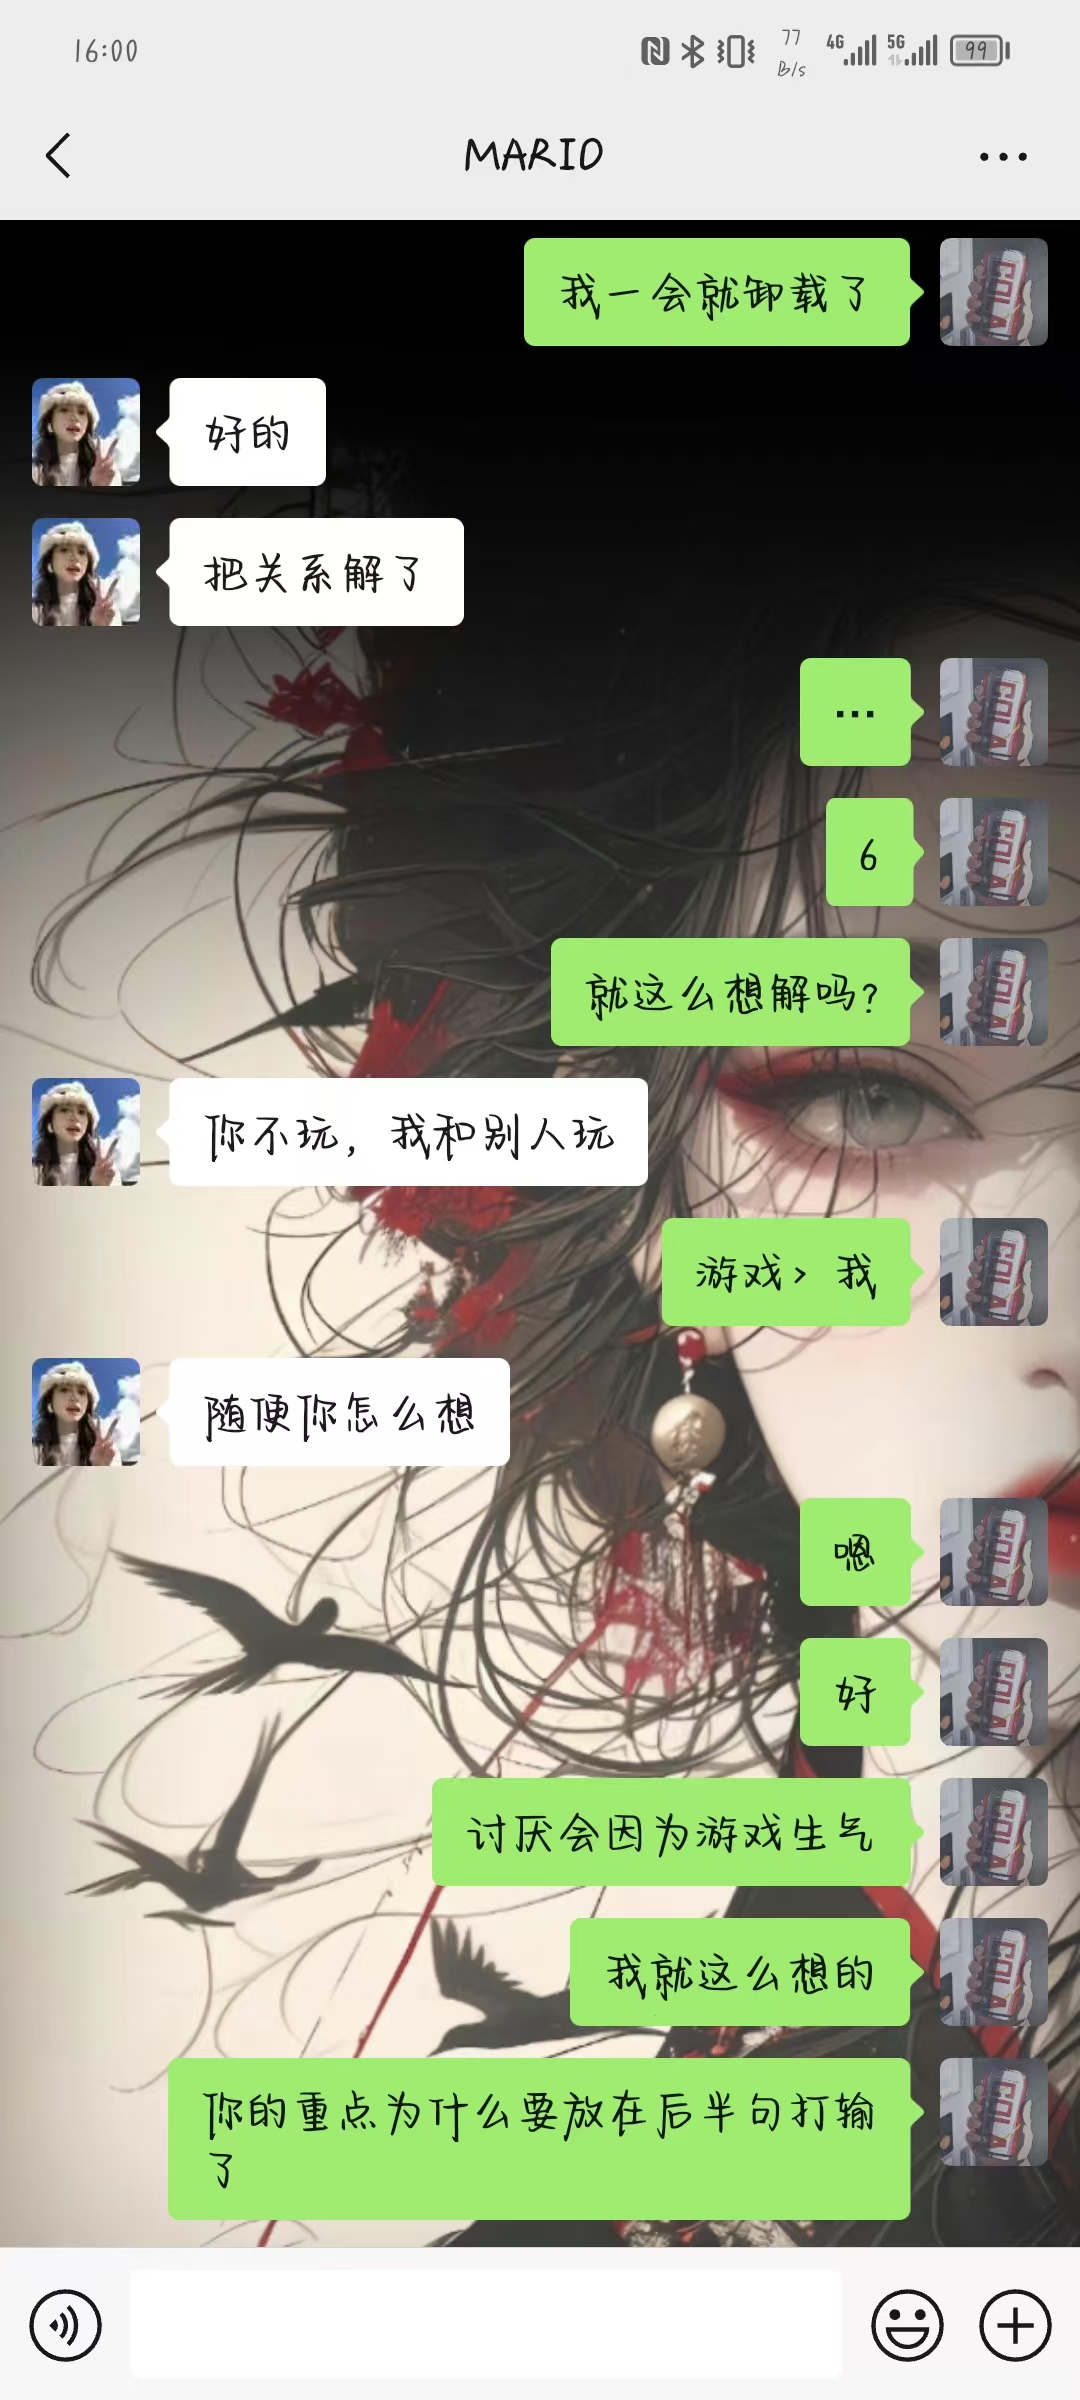 16:00
77
B/s
4G
5G
99
MARIO
我一会就卸载了
好的
把关系解了
...
6
就这么想解吗?
你不玩，我和别人玩
游戏> 我
随便你怎么想
嗯
好
讨厌会因为游戏生气
我就这么想的
你的重点为什么要放在后半句打输
了
COLA